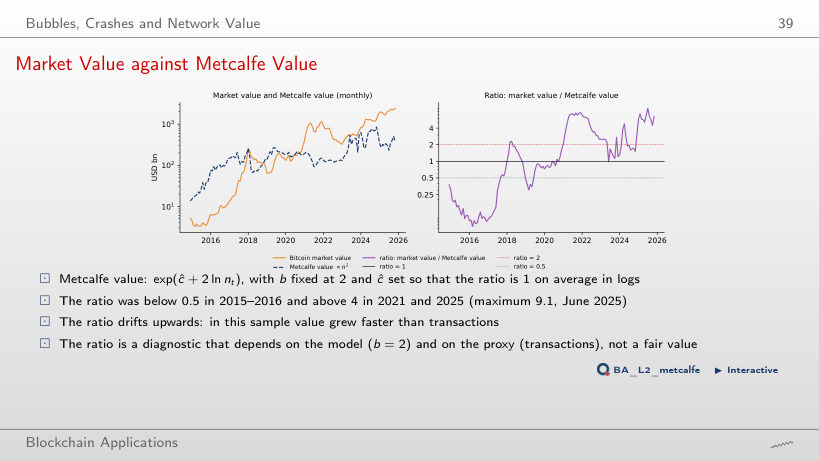 Bubbles, Crashes and Network Value 39
Market Value against Metcalfe Value
Market value and Metcalfe value (monthly)
USD bn
10³
10²
10¹
2016 2018 2020 2022 2024 2026
Ratio: market value / Metcalfe value
4
2
1
0.5
0.25
2016 2018 2020 2022 2024 2026
Bitcoin market value ratio: market value / Metcalfe value ratio = 2
Metcalfe value ∝ n² ratio = 1 ratio = 0.5
Metcalfe value: exp(ĉ + 2 ln nₜ), with b fixed at 2 and ĉ set so that the ratio is 1 on average in logs
The ratio was below 0.5 in 2015–2016 and above 4 in 2021 and 2025 (maximum 9.1, June 2025)
The ratio drifts upwards: in this sample value grew faster than transactions
The ratio is a diagnostic that depends on the model (b = 2) and on the proxy (transactions), not a fair value
BA_L2_metcalfe ▶ Interactive
Blockchain Applications